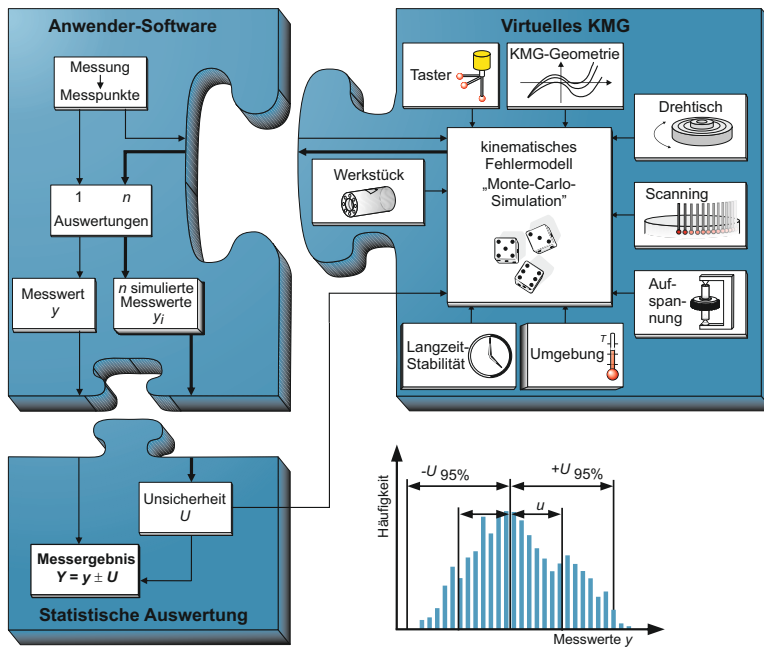 Anwender-Software
Messung
Messpunkte
1 n
Auswertungen
Messwert
y
n simulierte
Messwerte
yi
Virtuelles KMG
Taster
KMG-Geometrie
Drehtisch
kinematisches
Fehlermodell
„Monte-Carlo-
Simulation”
Werkstück
Scanning
Auf-
span-
nung
Langzeit-
Stabilität
Umgebung
T
Unsicherheit
U
Messergebnis
Y = y ± U
Statistische Auswertung
Häufigkeit
-U 95%
+U 95%
u
Messwerte y